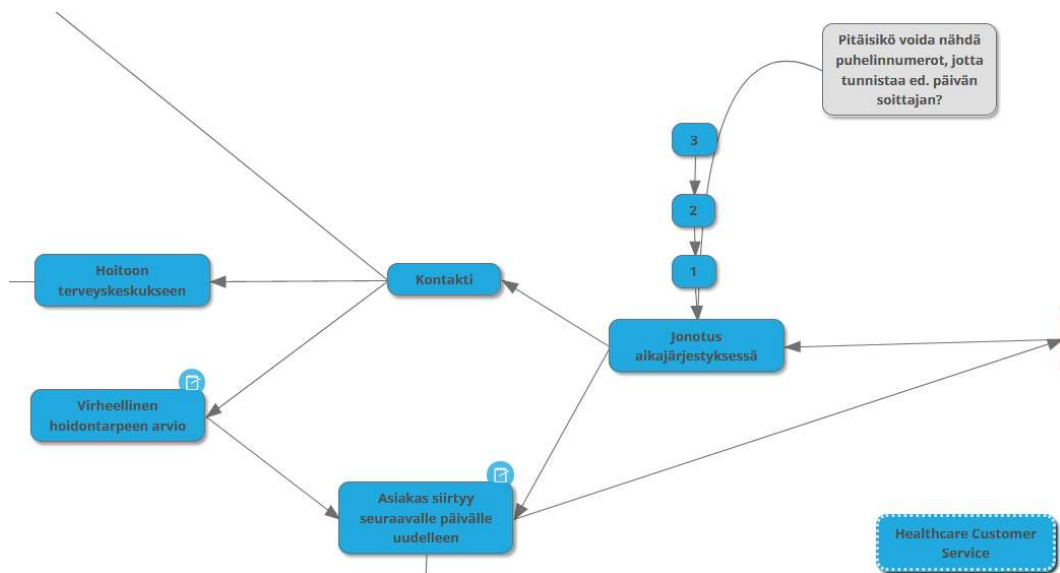 Pitäisikö voida nähdä
puhelinnumerot, jotta
tunnistaa ed. päivän
soittajan?
3
2
1
Hoitoon
terveyskeskukseen
Kontakti
Jonotus
aikajärjestyksessä
Virheellinen
hoidontarpeen arvio
Asiakas siirtyy
seuraavalle päivälle
uudelleen
Healthcare Customer
Service